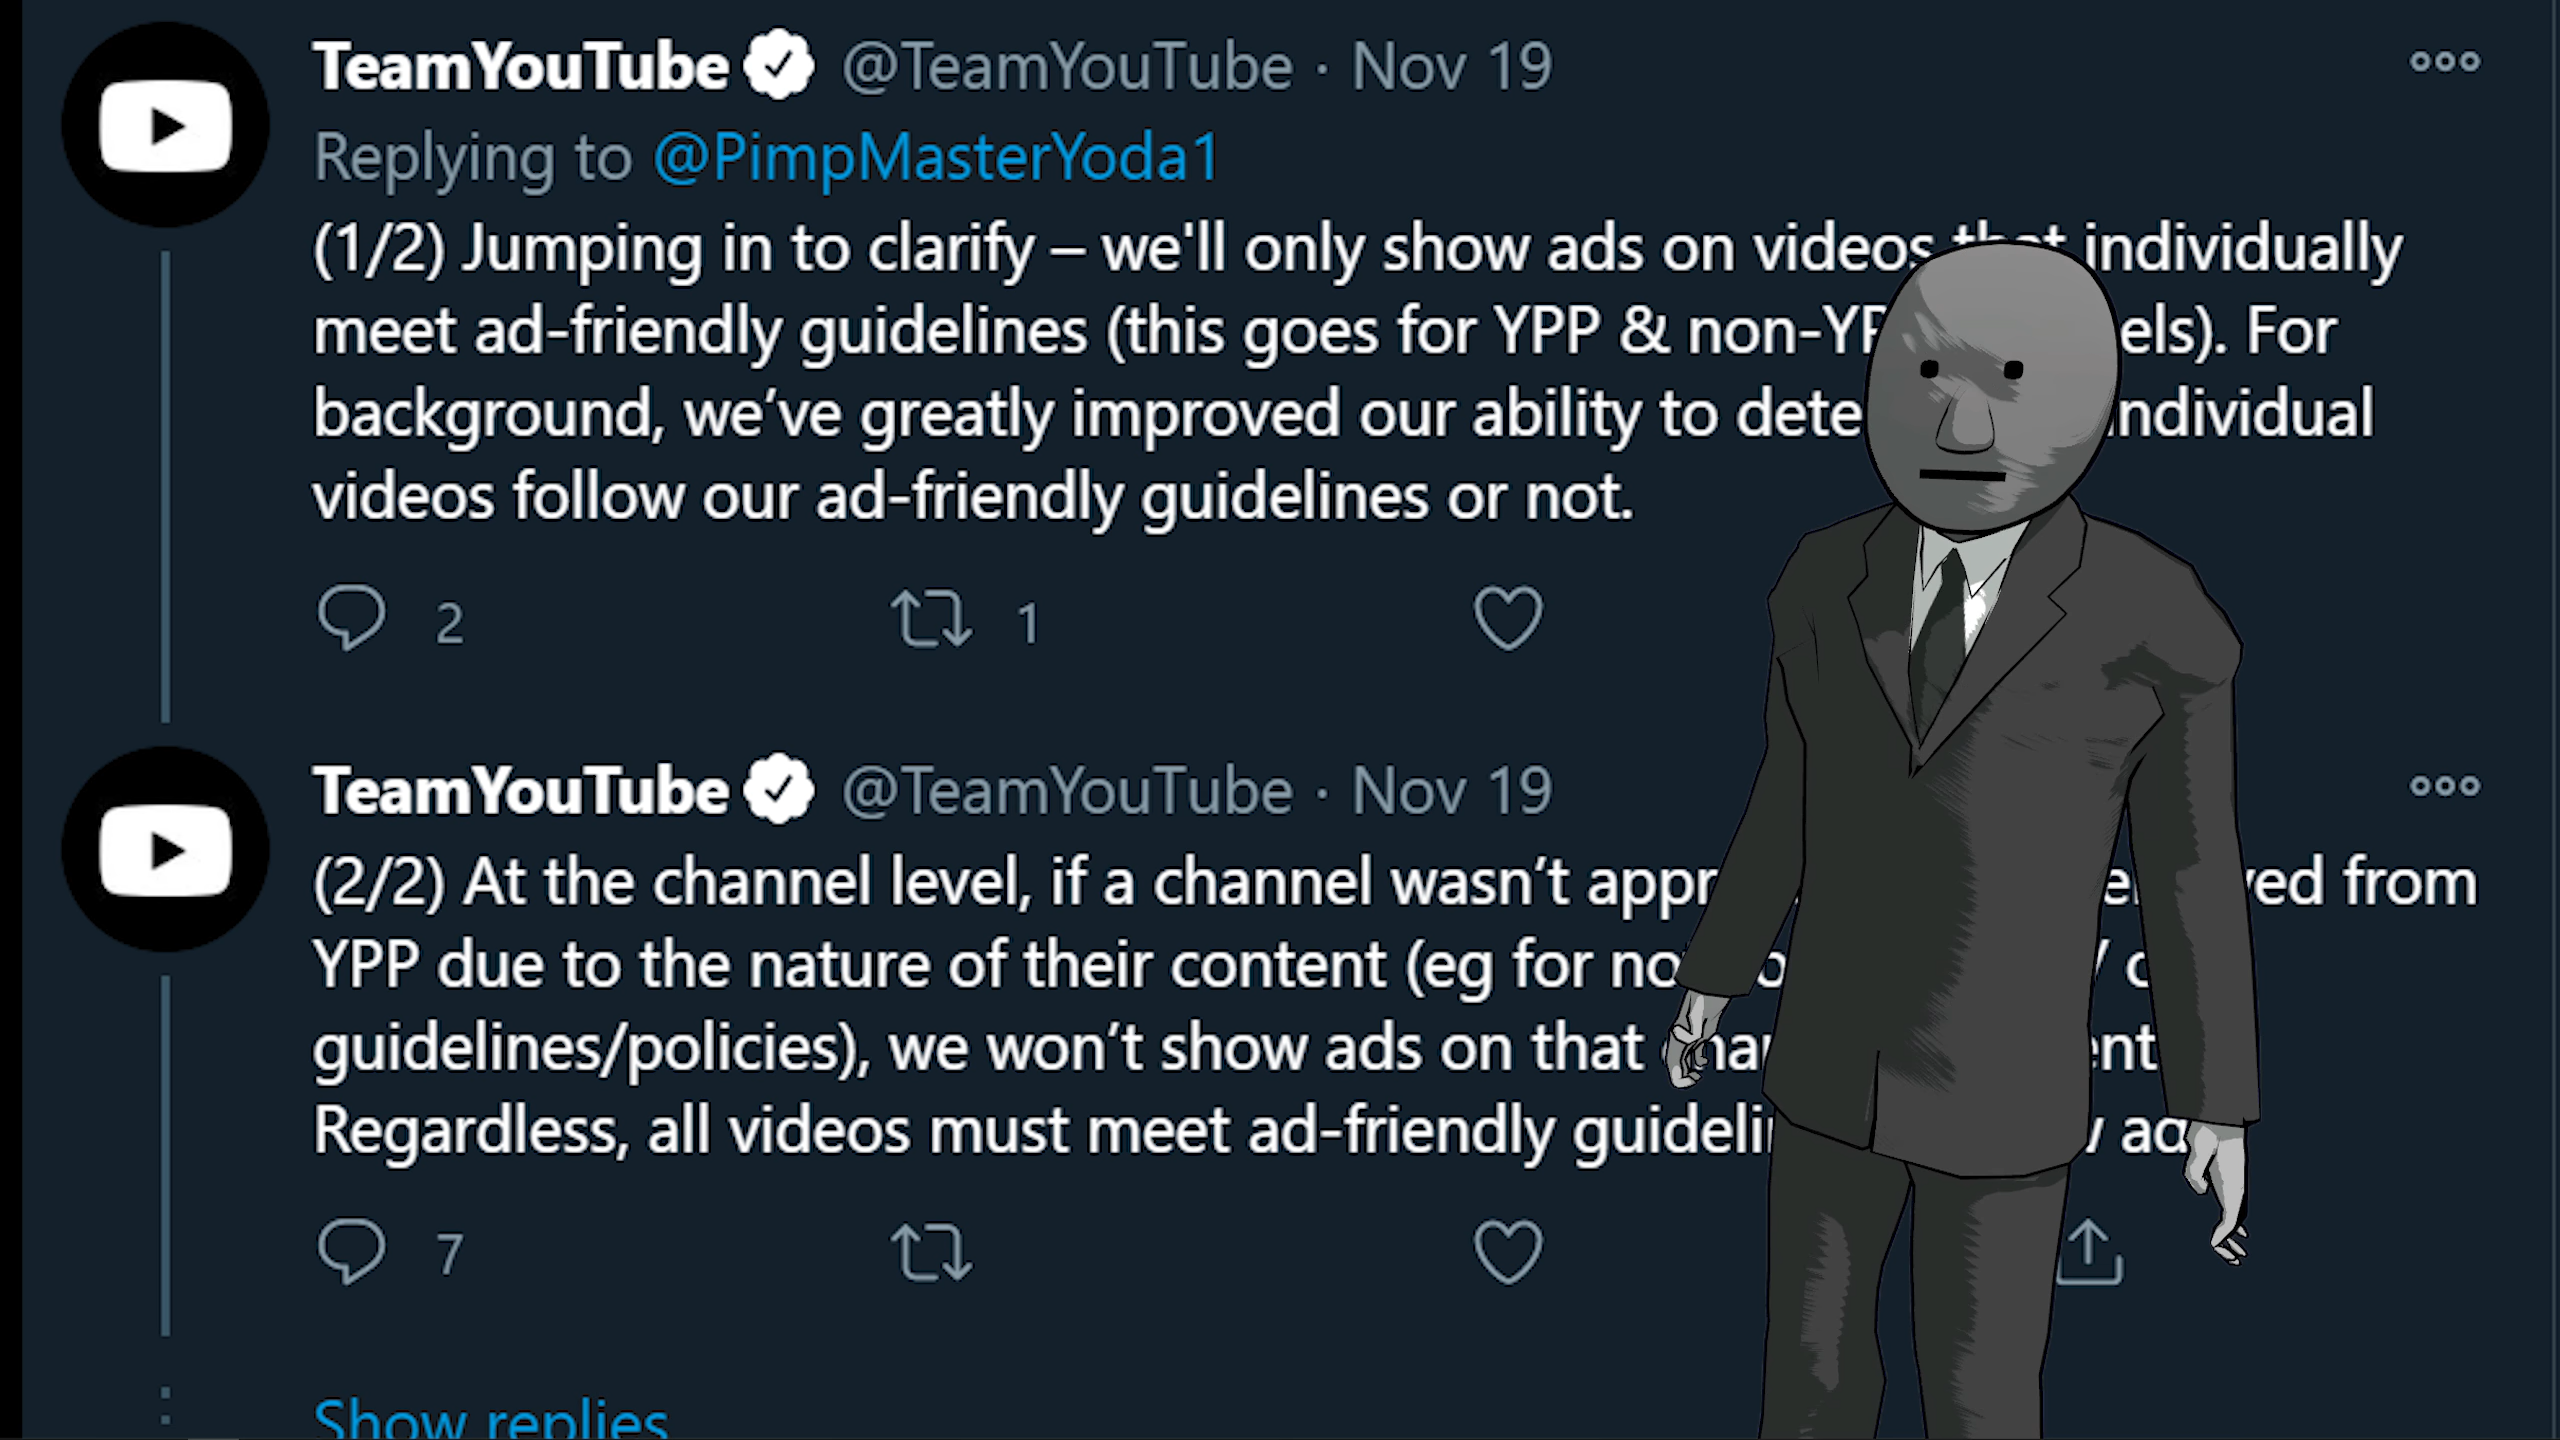 TeamYouTube @TeamYouTube · Nov 19
Replying to @PimpMasterYoda1
(1/2) Jumping in to clarify – we'll only show ads on videos that individually
meet ad-friendly guidelines (this goes for YPP & non-YP els). For
background, we’ve greatly improved our ability to dete ndividual
videos follow our ad-friendly guidelines or not.
2 1
TeamYouTube @TeamYouTube · Nov 19
(2/2) At the channel level, if a channel wasn’t appr ved from
YPP due to the nature of their content (eg for no
guidelines/policies), we won’t show ads on that
Regardless, all videos must meet ad-friendly
7
Show replies